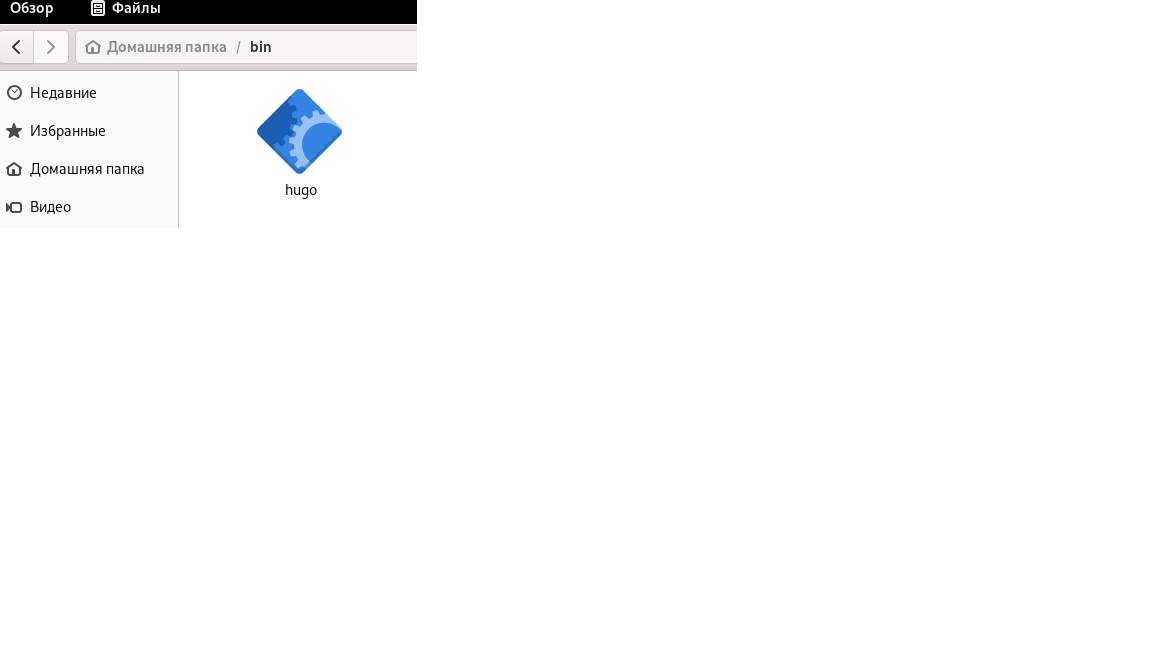 Обзор Файлы
Домашняя папка / bin
Недавние
Избранные
Домашняя папка
Видео
hugo